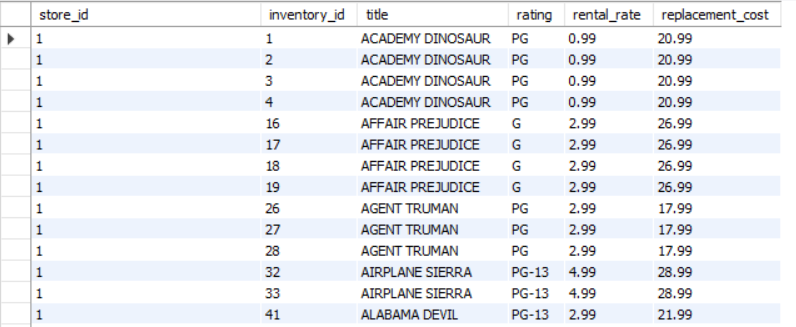 store_id inventory_id title rating rental_rate replacement_cost
1 1 ACADEMY DINOSAUR PG 0.99 20.99
1 2 ACADEMY DINOSAUR PG 0.99 20.99
1 3 ACADEMY DINOSAUR PG 0.99 20.99
1 4 ACADEMY DINOSAUR PG 0.99 20.99
1 16 AFFAIR PREJUDICE G 2.99 26.99
1 17 AFFAIR PREJUDICE G 2.99 26.99
1 18 AFFAIR PREJUDICE G 2.99 26.99
1 19 AFFAIR PREJUDICE G 2.99 26.99
1 26 AGENT TRUMAN PG 2.99 17.99
1 27 AGENT TRUMAN PG 2.99 17.99
1 28 AGENT TRUMAN PG 2.99 17.99
1 32 AIRPLANE SIERRA PG-13 4.99 28.99
1 33 AIRPLANE SIERRA PG-13 4.99 28.99
1 41 ALABAMA DEVIL PG-13 2.99 21.99